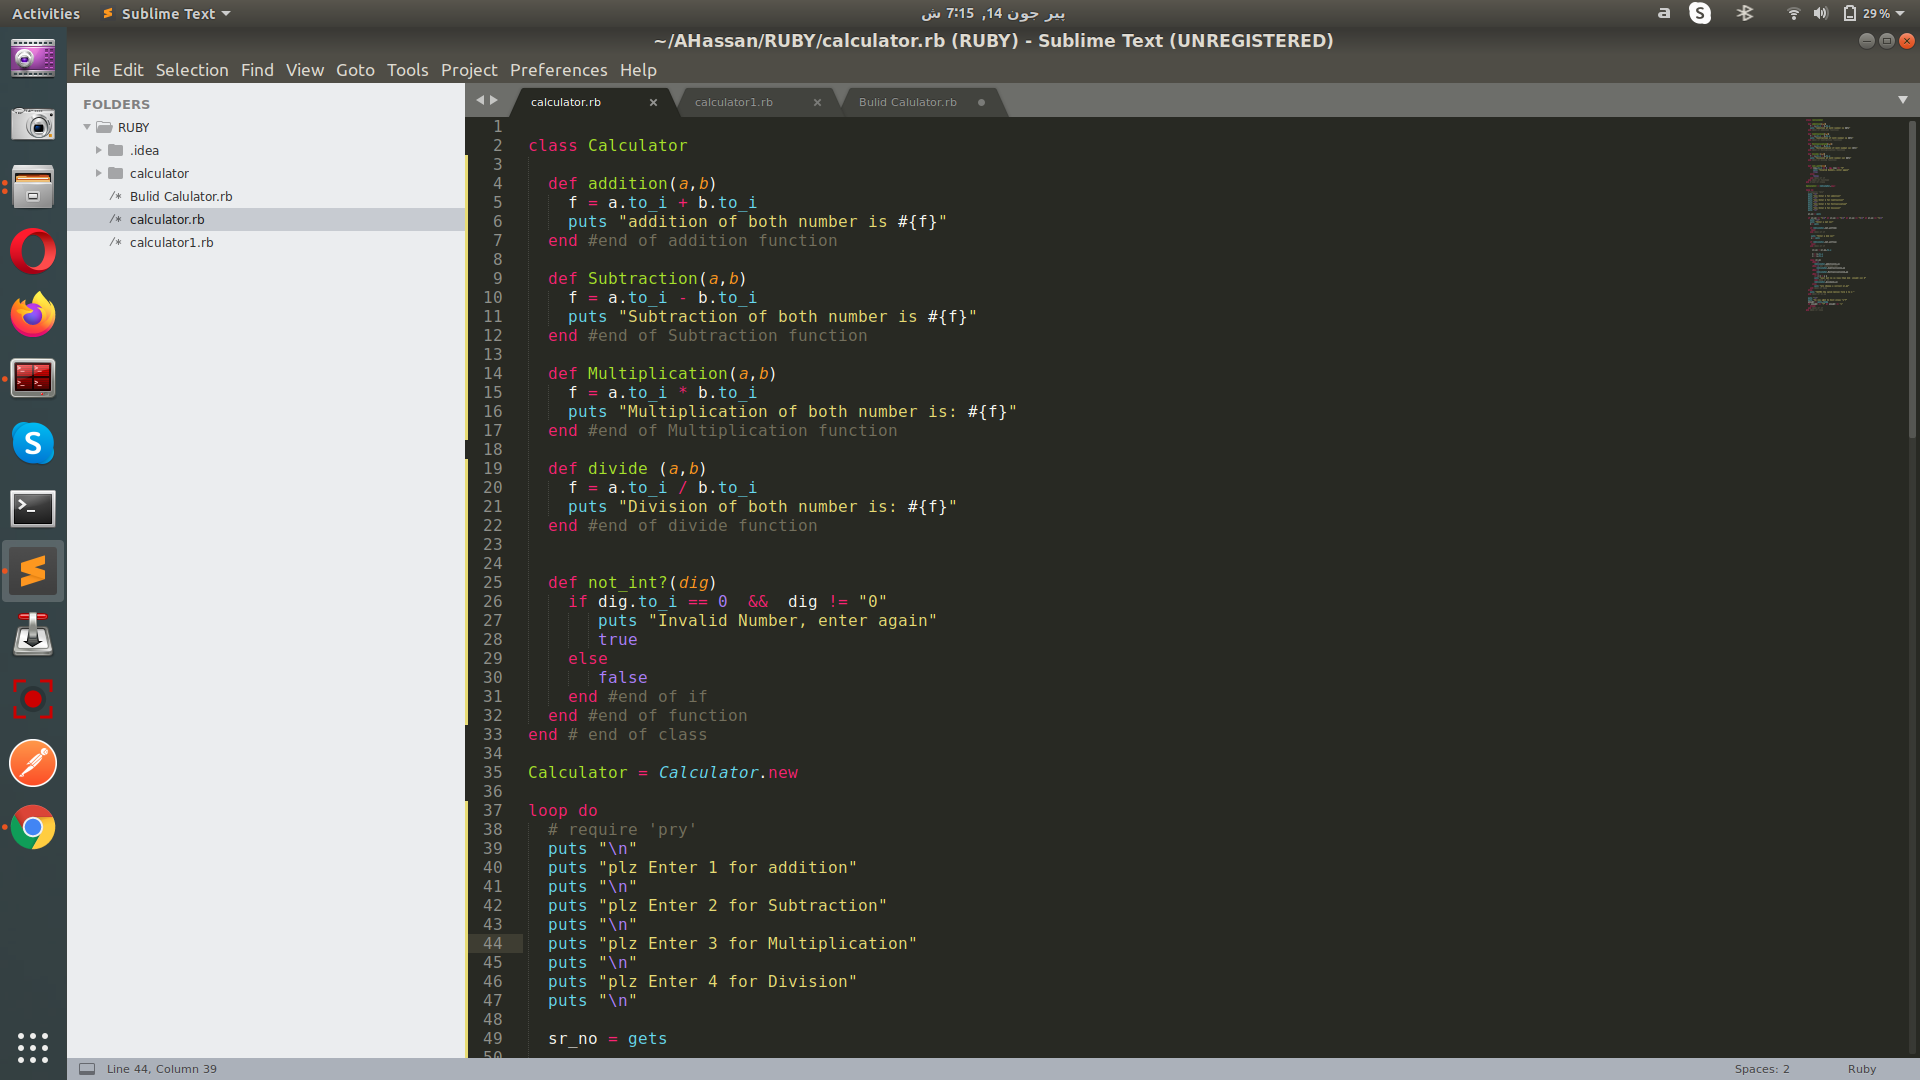 Activities
Sublime Text
پیر جون 14, 7:15 ش
a
S
29 %
~/AHassan/RUBY/calculator.rb (RUBY) - Sublime Text (UNREGISTERED)
File Edit Selection Find View Goto Tools Project Preferences Help
FOLDERS
RUBY
.idea
calculator
/* Bulid Calulator.rb
/* calculator.rb
/* calculator1.rb
calculator.rb
calculator1.rb
Bulid Calulator.rb
1
2 class Calculator
3
4 def addition(a,b)
5 f = a.to_i + b.to_i
6 puts "addition of both number is #{f}"
7 end #end of addition function
8
9 def Subtraction(a,b)
10 f = a.to_i - b.to_i
11 puts "Subtraction of both number is #{f}"
12 end #end of Subtraction function
13
14 def Multiplication(a,b)
15 f = a.to_i * b.to_i
16 puts "Multiplication of both number is: #{f}"
17 end #end of Multiplication function
18
19 def divide (a,b)
20 f = a.to_i / b.to_i
21 puts "Division of both number is: #{f}"
22 end #end of divide function
23
24
25 def not_int?(dig)
26 if dig.to_i == 0  &&  dig != "0"
27 puts "Invalid Number, enter again"
28 true
29 else
30 false
31 end #end of if
32 end #end of function
33 end # end of class
34
35 Calculator = Calculator.new
36
37 loop do
38 # require 'pry'
39 puts "\n"
40 puts "plz Enter 1 for addition"
41 puts "\n"
42 puts "plz Enter 2 for Subtraction"
43 puts "\n"
44 puts "plz Enter 3 for Multiplication"
45 puts "\n"
46 puts "plz Enter 4 for Division"
47 puts "\n"
48
49 sr_no = gets
50
Line 44, Column 39
Spaces: 2
Ruby